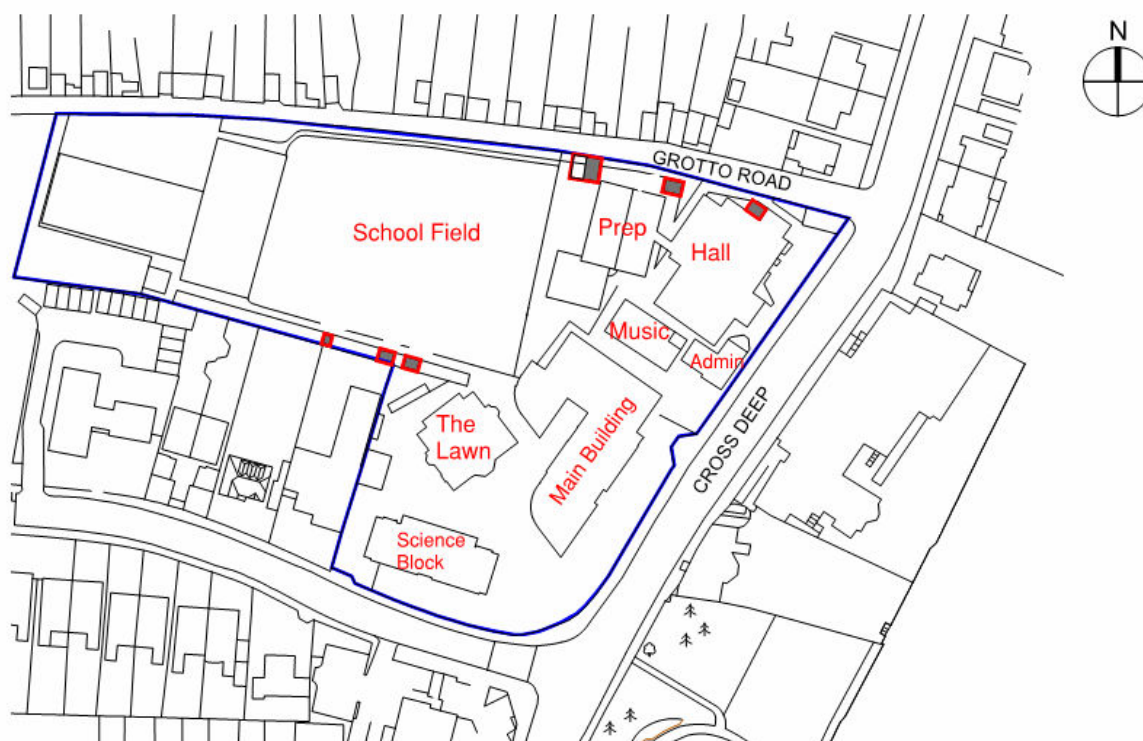 N
GROTTO ROAD
School Field
Prep
Hall
Music
Admin
The
Lawn
Main Building
CROSS DEEP
Science
Block